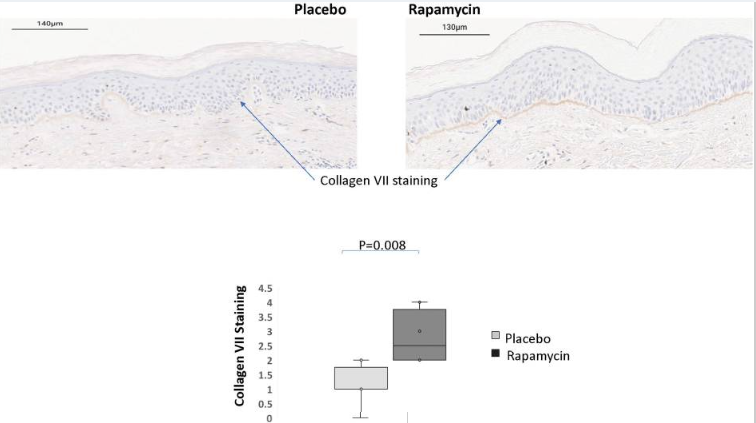 Placebo
Rapamycin
140µm
130µm
Collagen VII staining
P=0.008
Collagen VII Staining
4.5
4
3.5
3
2.5
2
1.5
1
0.5
0
Placebo
Rapamycin